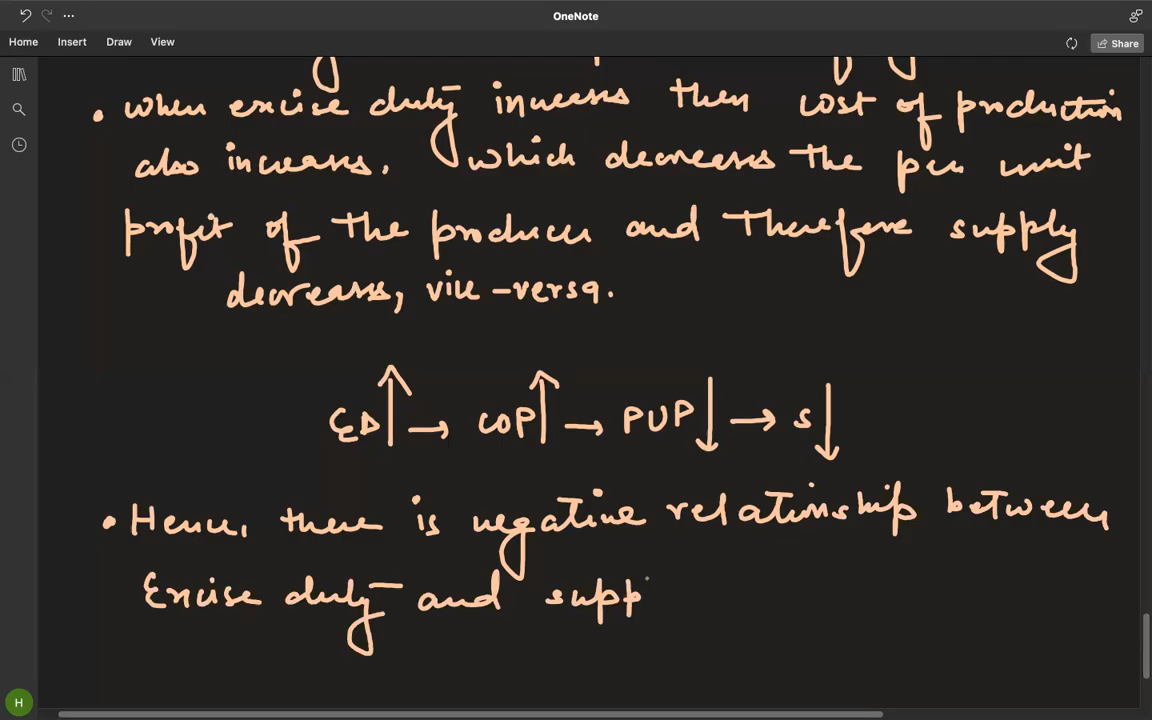 OneNote
Home Insert Draw View
Share
• when excise duty increases then cost of production
also increases. which decreases the per unit
profit of the producer and Therefore supply
decreases, vice-versa.
ED↑ → COP↑ → PUP↓ → S↓
• Hence, there is negative relationship between
Excise duty and supp
H